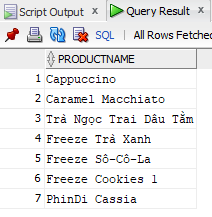 Script Output × Query Result ×
SQL All Rows Fetched
PRODUCTNAME
1 Cappuccino
2 Caramel Macchiato
3 Trà Ngọc Trai Dâu Tằm
4 Freeze Trà Xanh
5 Freeze Sô-Cô-La
6 Freeze Cookies 1
7 PhinDi Cassia